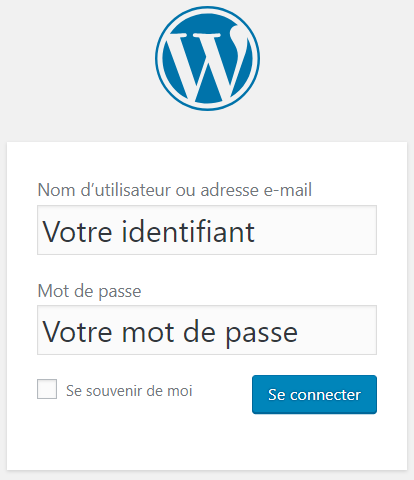 Nom d’utilisateur ou adresse e-mail
Votre identifiant
Mot de passe
Votre mot de passe
Se souvenir de moi
Se connecter